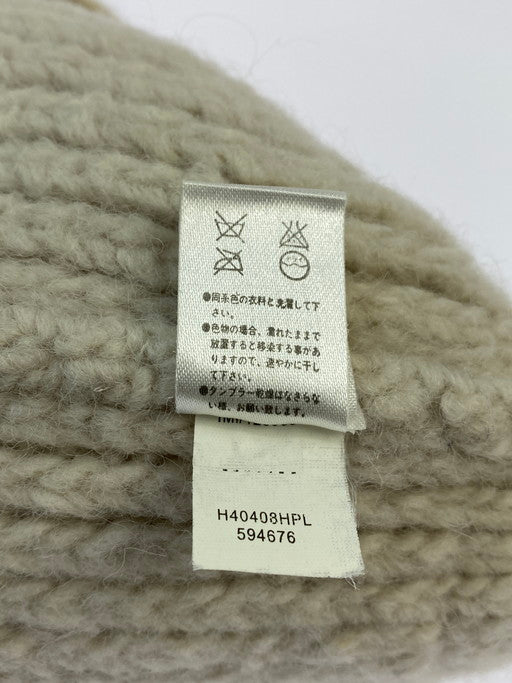 ●同系色の衣料と洗濯して下
さい。
●色物の場合、濡れたままで
放置すると移染する事があ
りますので、速やかに干し
て下さい。
●タンブラー乾燥はなさらな
い様、お願い致します。
H40408HPL
594676